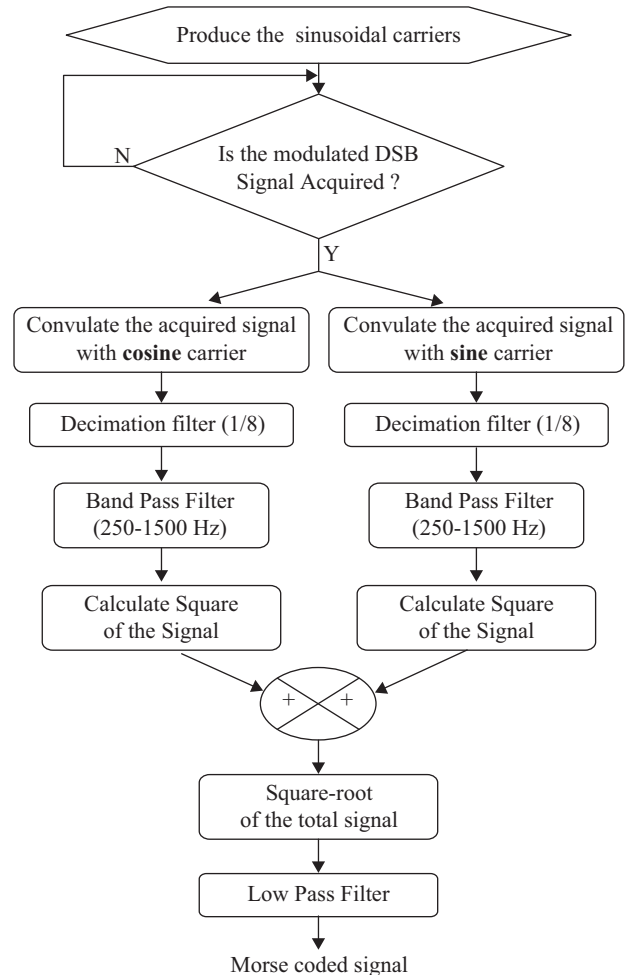 Produce the sinusoidal carriers
N
Is the modulated DSB
Signal Acquired ?
Y
Convulate the acquired signal
with cosine carrier
Convulate the acquired signal
with sine carrier
Decimation filter (1/8)
Decimation filter (1/8)
Band Pass Filter
(250-1500 Hz)
Band Pass Filter
(250-1500 Hz)
Calculate Square
of the Signal
Calculate Square
of the Signal
+ +
Square-root
of the total signal
Low Pass Filter
Morse coded signal